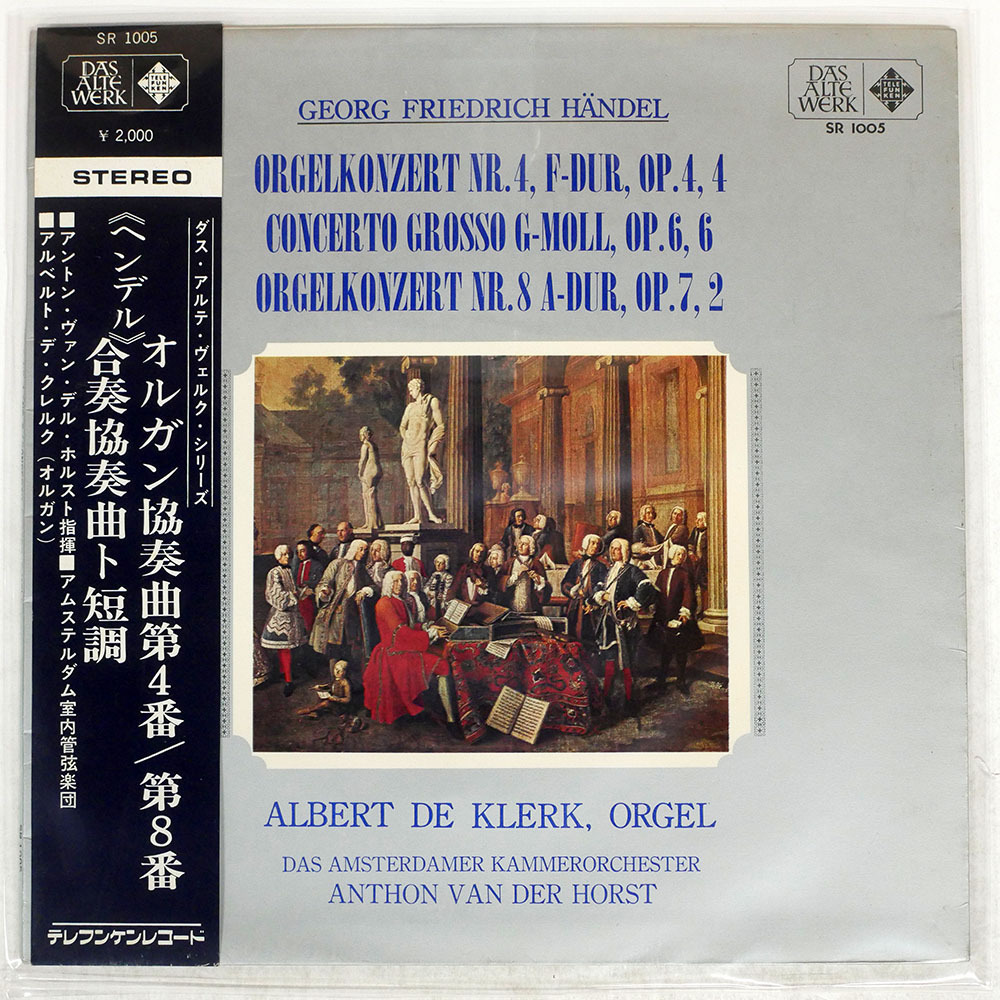 SR 1005
DAS
ALTE
WERK
TELE
FUN
KEN
¥ 2,000
STEREO
ダス・アルテ・ヴェルク・シリーズ
《ヘンデル》オルガン協奏曲第4番/第8番
合奏協奏曲ト短調
■アントン・ヴァン・デル・ホルスト指揮■アムステルダム室内管弦楽団
■アルベルト・デ・クレルク(オルガン)
テレフンケンレコード
DAS
ALTE
WERK
TELE
FUN
KEN
SR 1005
GEORG FRIEDRICH HÄNDEL
ORGELKONZERT NR.4, F-DUR, OP.4, 4
CONCERTO GROSSO G-MOLL, OP.6, 6
ORGELKONZERT NR.8 A-DUR, OP.7, 2
ALBERT DE KLERK, ORGEL
DAS AMSTERDAMER KAMMERORCHESTER
ANTHON VAN DER HORST